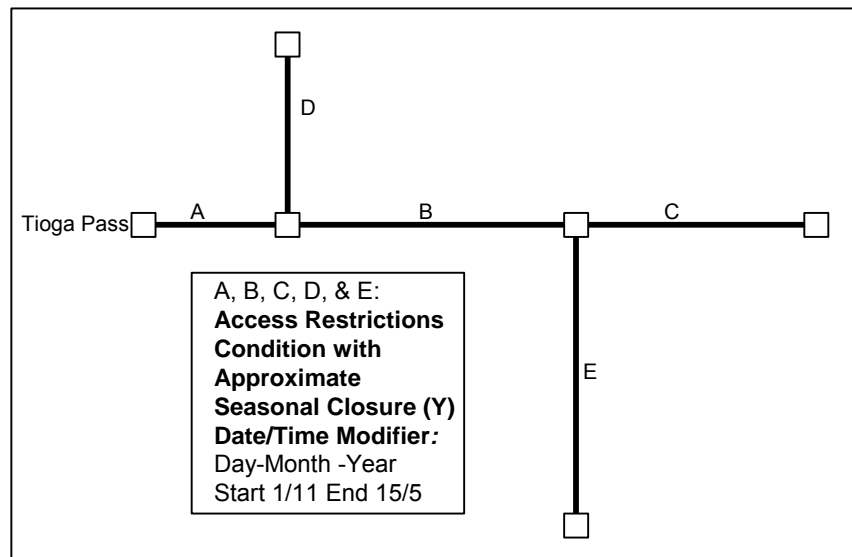 D
Tioga Pass
A
B
C
A, B, C, D, & E:
Access Restrictions
Condition with
Approximate
Seasonal Closure (Y)
Date/Time Modifier:
Day-Month -Year
Start 1/11 End 15/5
E